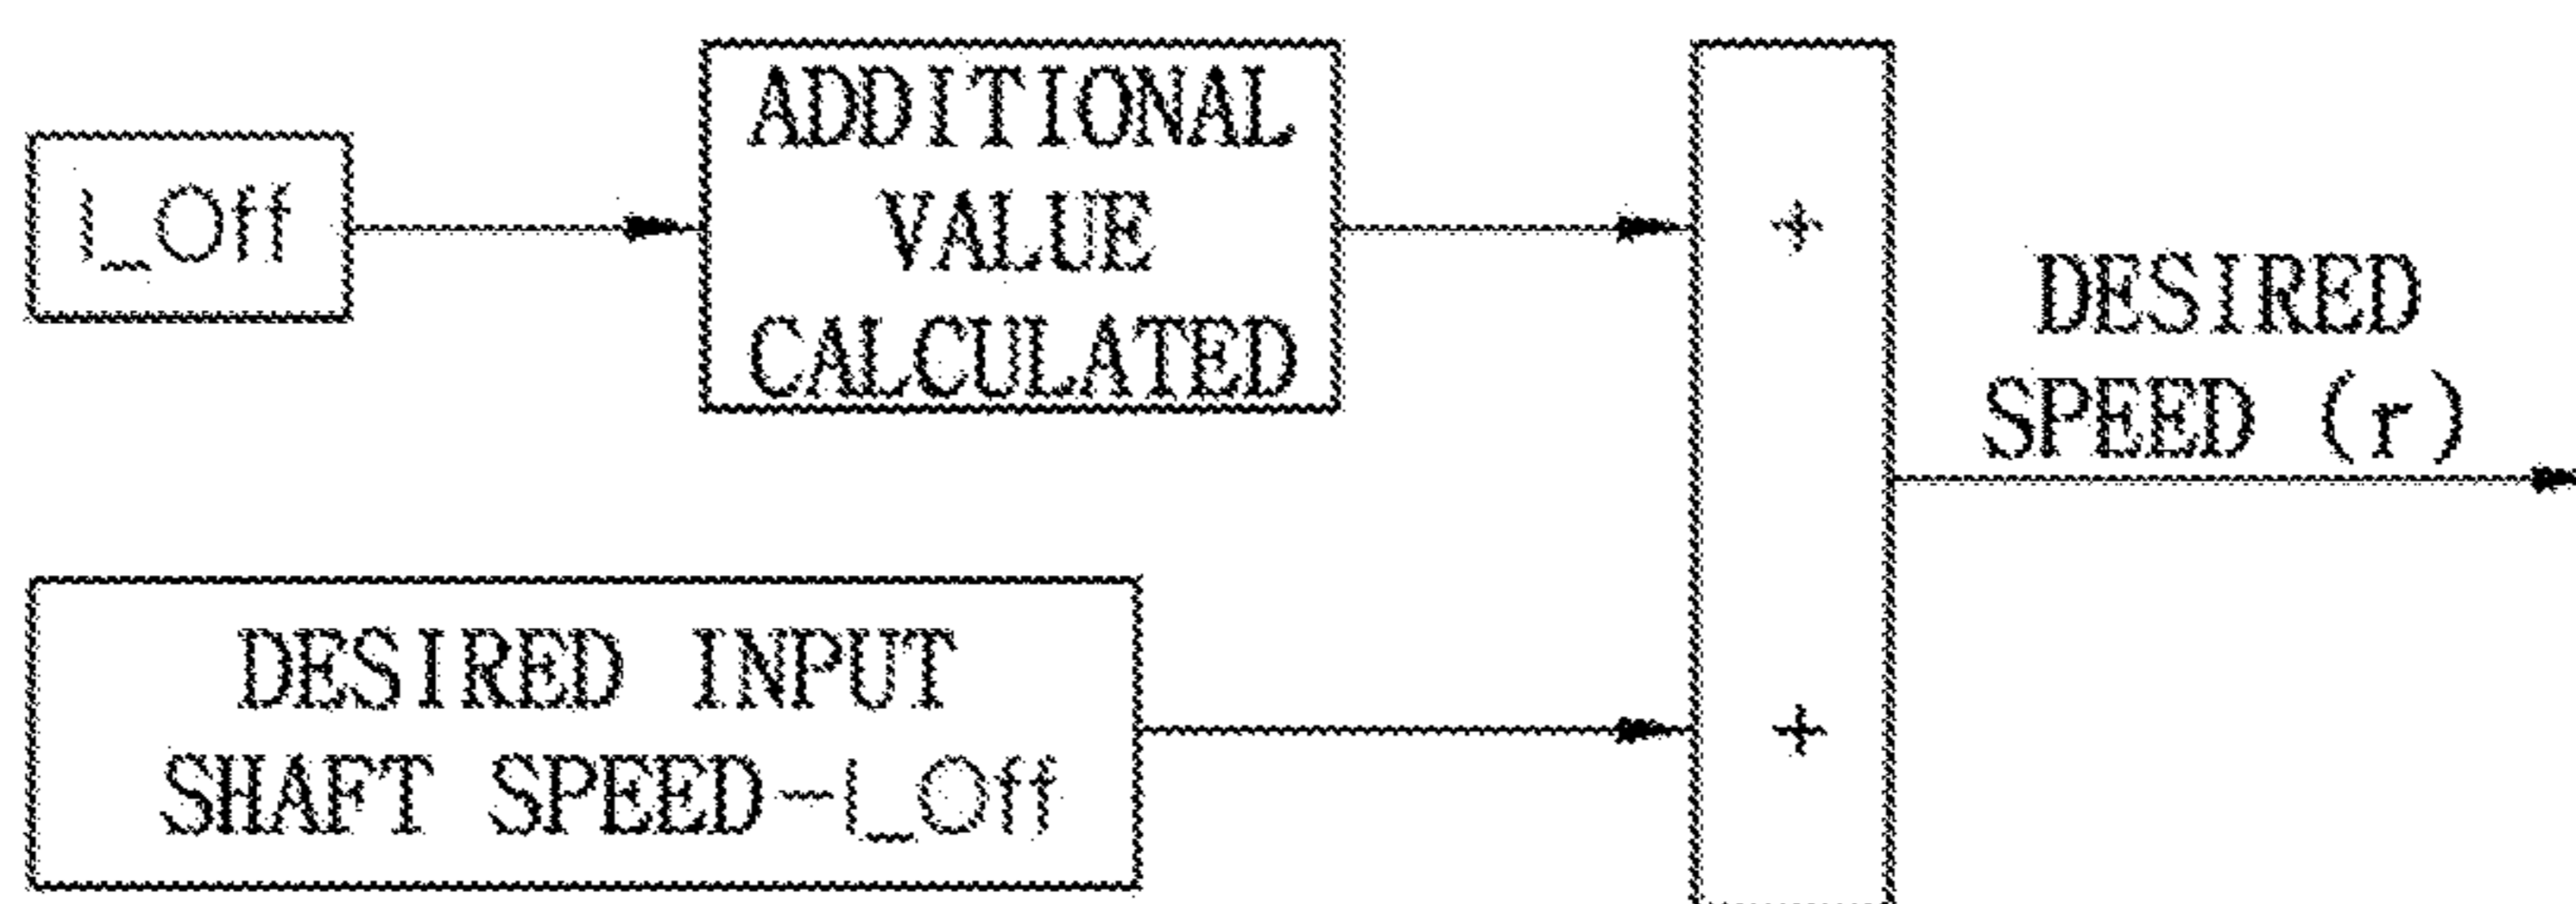 I_Off
ADDITIONAL
VALUE
CALCULATED
+
DESIRED
SPEED (r)
DESIRED INPUT
SHAFT SPEED-I_Off
+